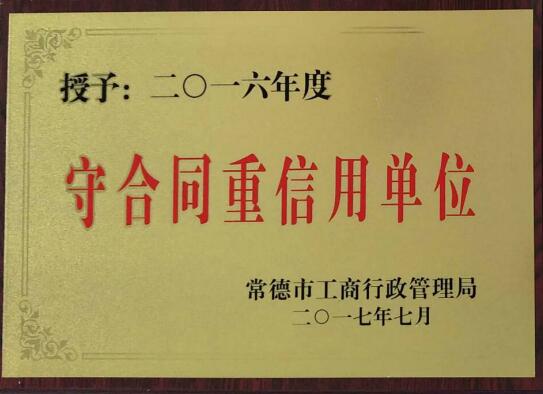 授予：二〇一六年度
守合同重信用单位
常德市工商行政管理局
二〇一七年七月